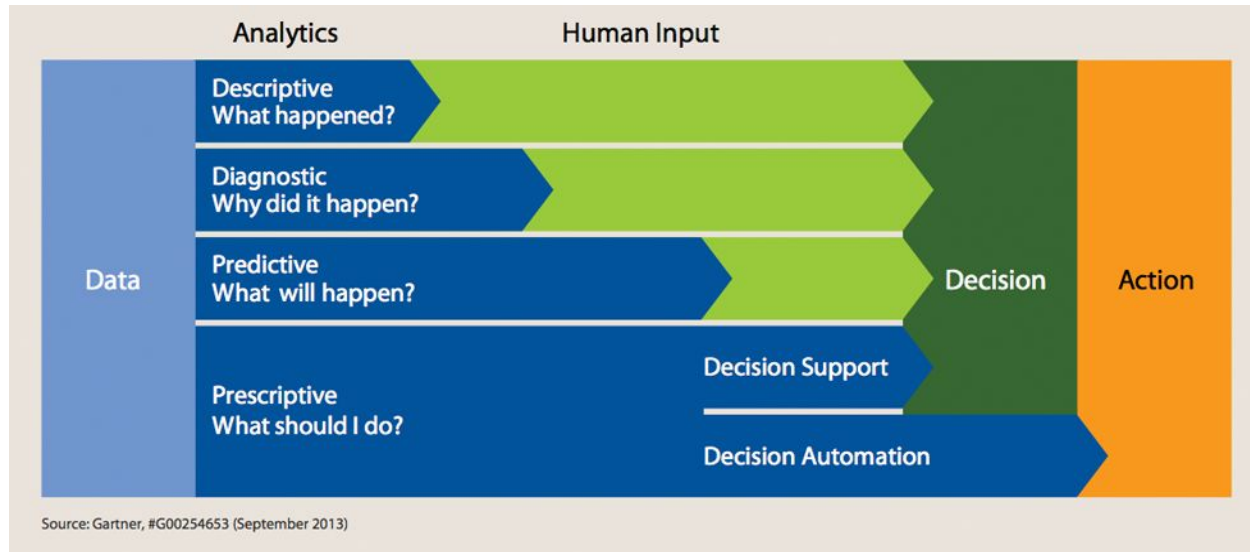 Analytics
Human Input
Descriptive
What happened?
Diagnostic
Why did it happen?
Predictive
What will happen?
Data
Decision
Action
Prescriptive
What should I do?
Decision Support
Decision Automation
Source: Gartner, #G00254653 (September 2013)